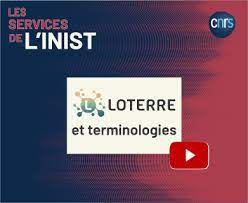 LES
SERVICES
DE L'INIST
cnrs
LOTERRE
et terminologies